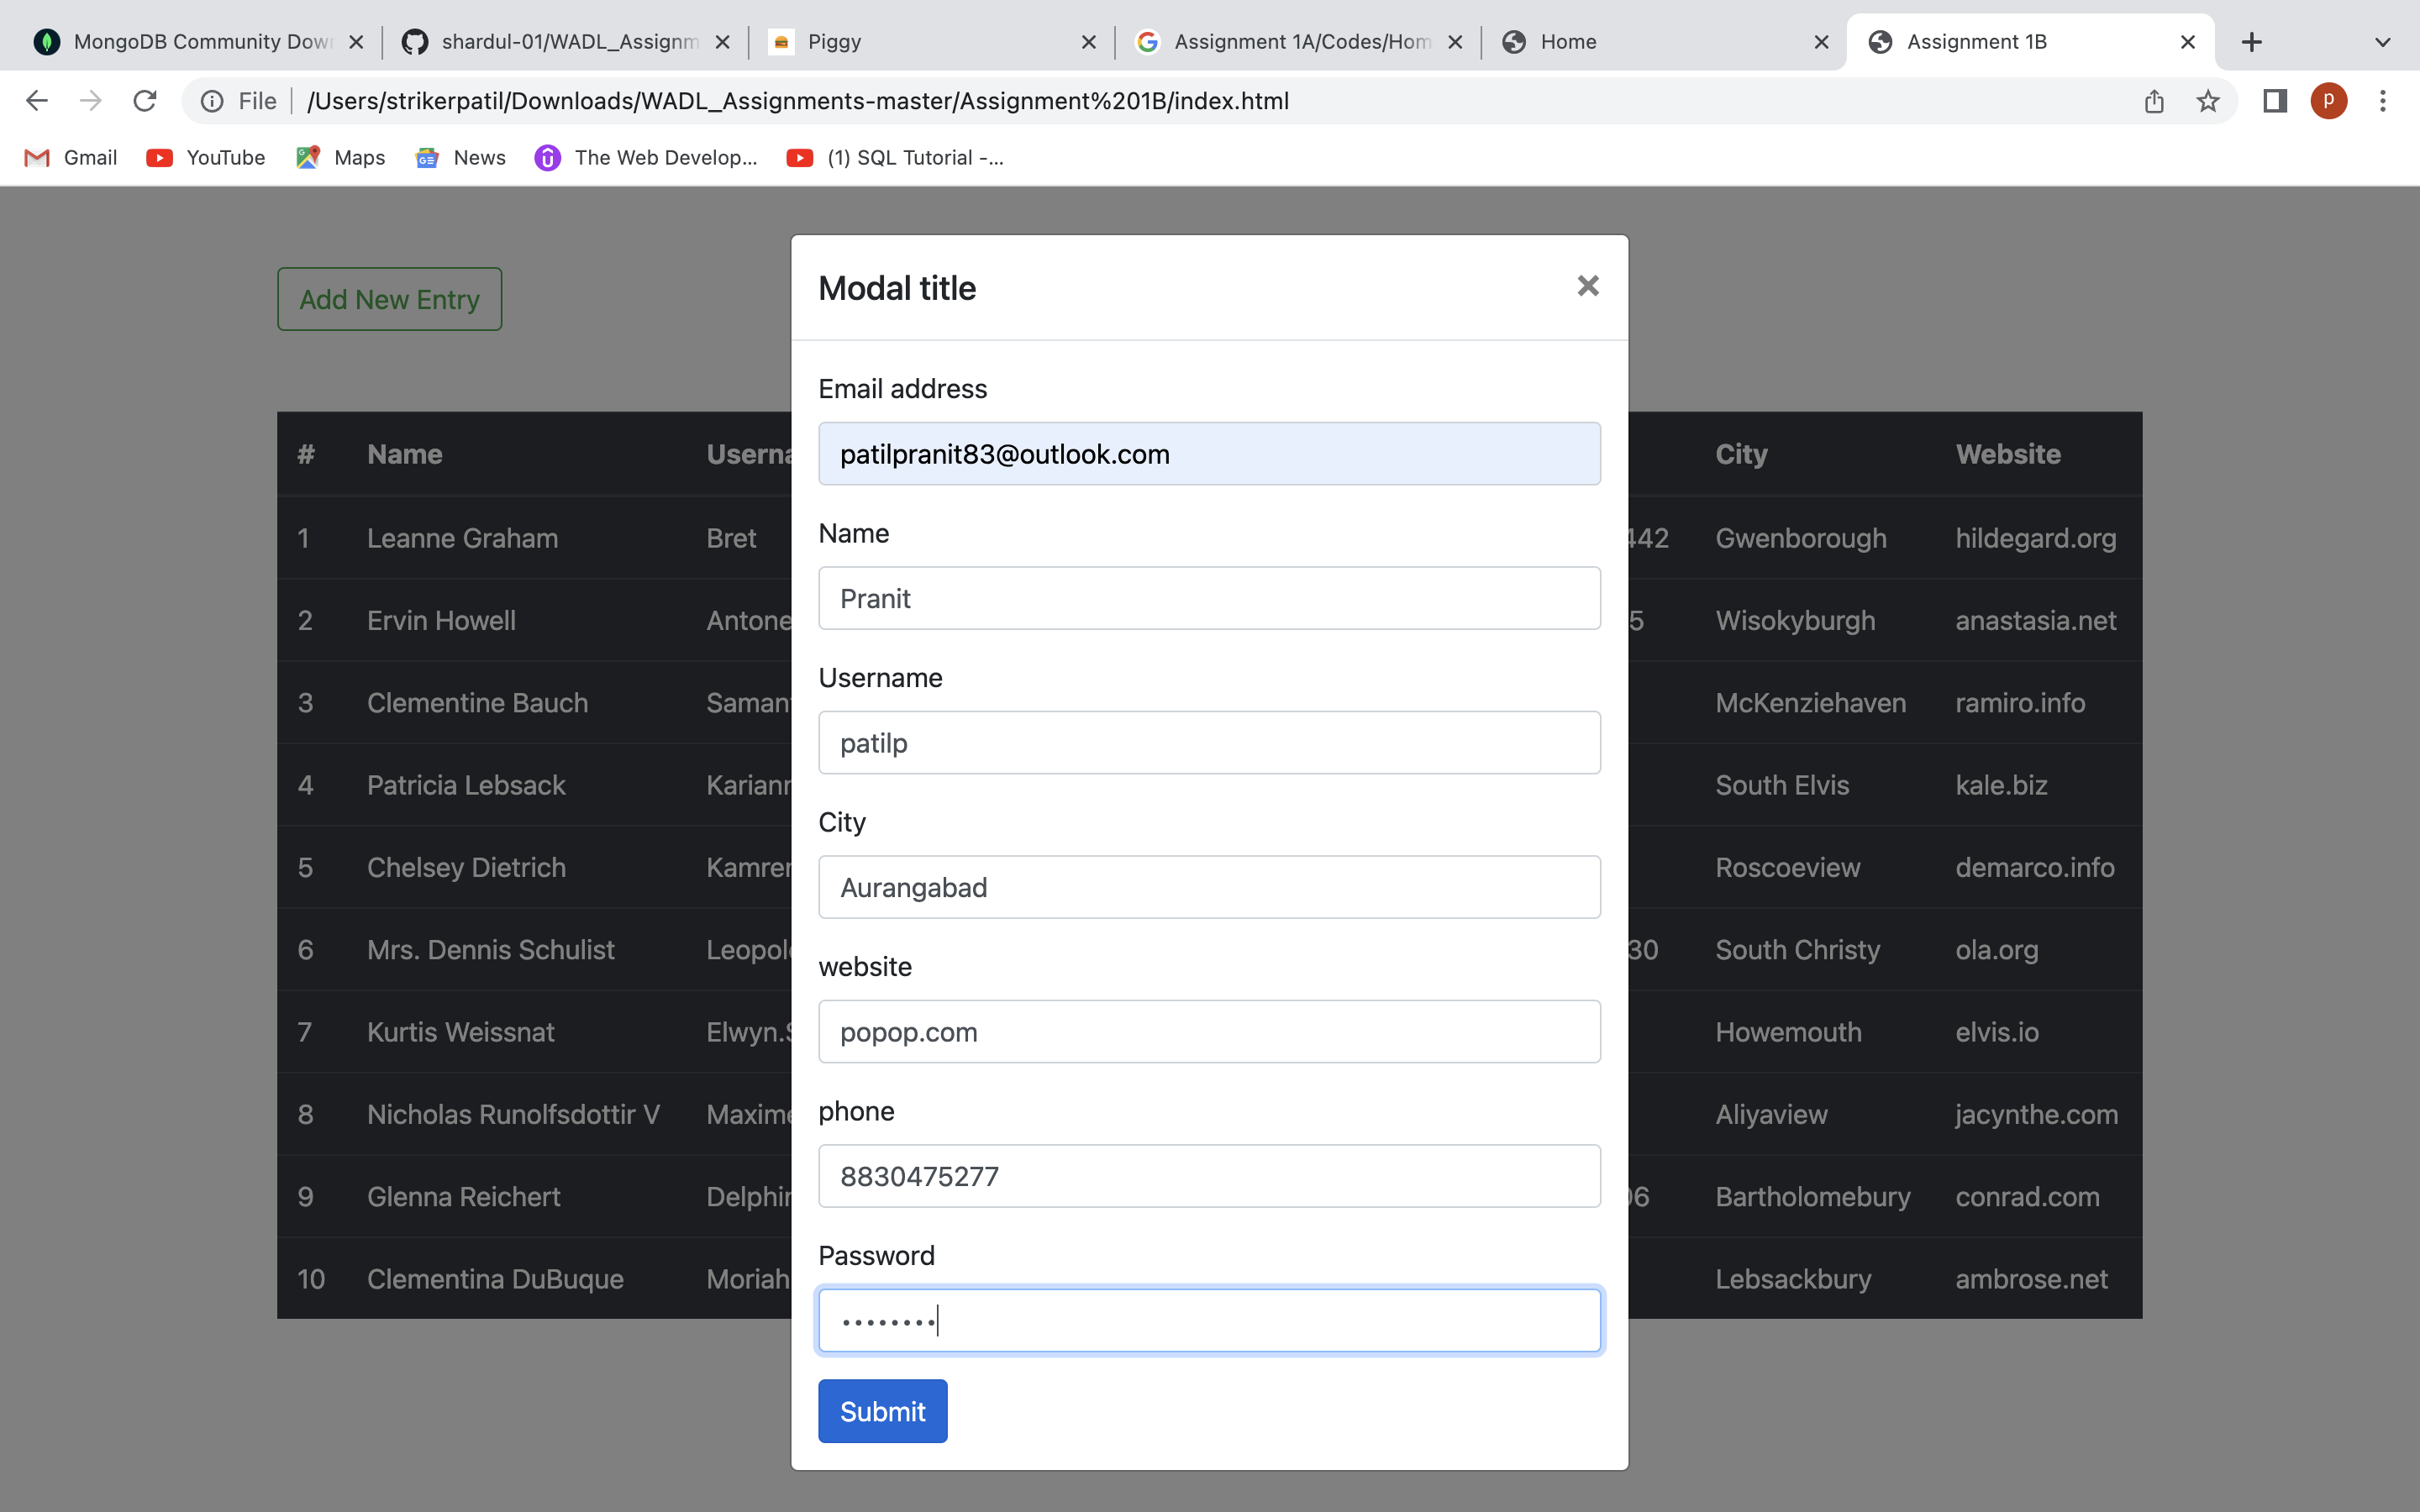 MongoDB Community Dow
shardul-01/WADL_Assignm
Piggy
Assignment 1A/Codes/Hom
Home
Assignment 1B
File
/Users/strikerpatil/Downloads/WADL_Assignments-master/Assignment%201B/index.html
p
Gmail
YouTube
Maps
News
The Web Develop...
(1) SQL Tutorial -...
Add New Entry
# Name Userna City Website
1 Leanne Graham Bret 442 Gwenborough hildegard.org
2 Ervin Howell Antone 5 Wisokyburgh anastasia.net
3 Clementine Bauch Saman McKenziehaven ramiro.info
4 Patricia Lebsack Kariann South Elvis kale.biz
5 Chelsey Dietrich Kamren Roscoeview demarco.info
6 Mrs. Dennis Schulist Leopol 30 South Christy ola.org
7 Kurtis Weissnat Elwyn.S Howemouth elvis.io
8 Nicholas Runolfsdottir V Maxime Aliyaview jacynthe.com
9 Glenna Reichert Delphin 06 Bartholomebury conrad.com
10 Clementina DuBuque Moriah Lebsackbury ambrose.net
Modal title
Email address
patilpranit83@outlook.com
Name
Pranit
Username
patilp
City
Aurangabad
website
popop.com
phone
8830475277
Password
••••••••
Submit